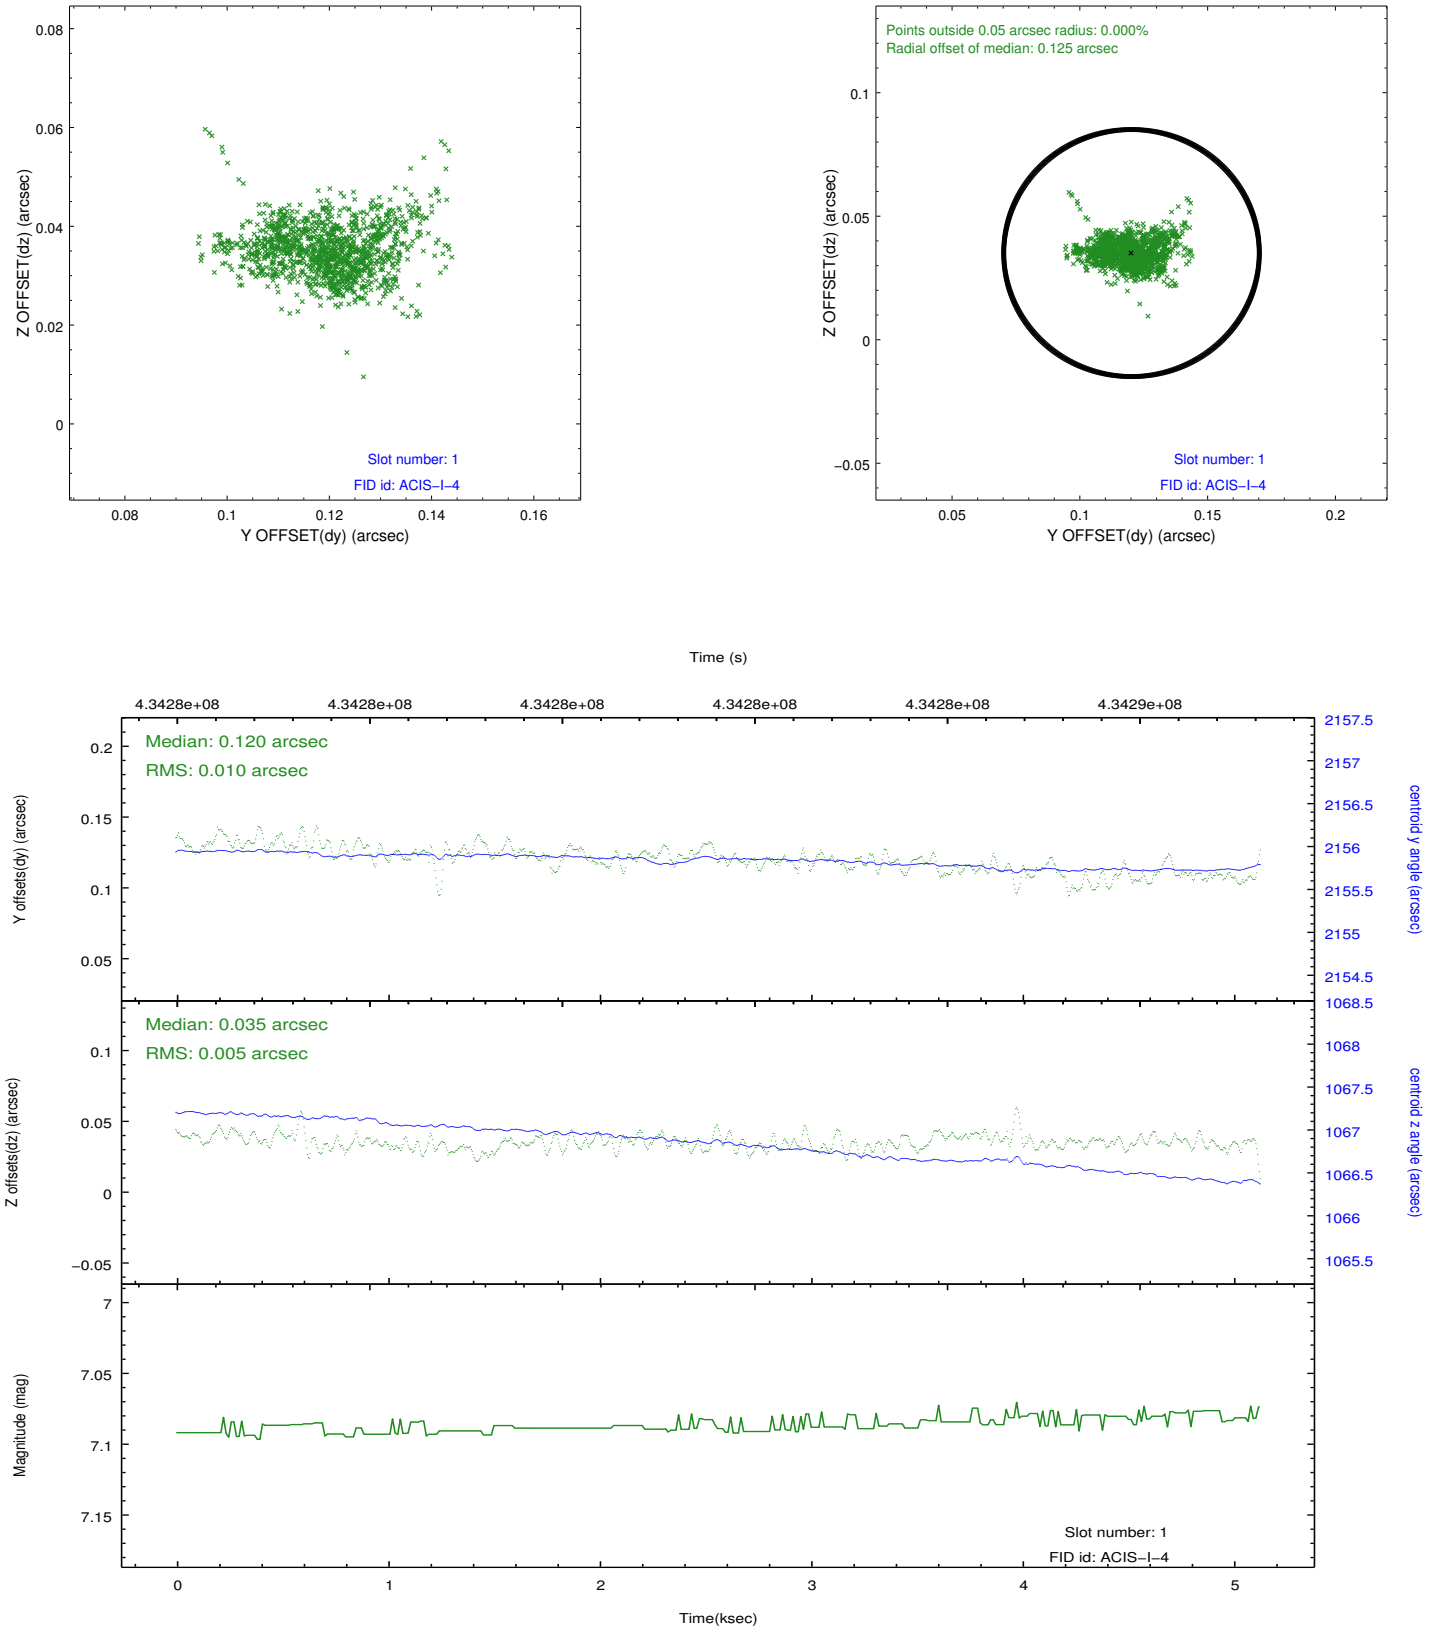 0.08
0.06
0.04
0.02
0
Z OFFSET(dz) (arcsec)
Slot number: 1
FID id: ACIS−I−4
0.08 0.1 0.12 0.14 0.16
Y OFFSET(dy) (arcsec)
Points outside 0.05 arcsec radius: 0.000%
Radial offset of median: 0.125 arcsec
0.1
0.05
0
−0.05
Z OFFSET(dz) (arcsec)
Slot number: 1
FID id: ACIS−I−4
0.05 0.1 0.15 0.2
Y OFFSET(dy) (arcsec)
Time (s)
4.3428e+08 4.3428e+08 4.3428e+08 4.3428e+08 4.3428e+08 4.3429e+08
Median: 0.120 arcsec
RMS: 0.010 arcsec
0.2
0.15
0.1
0.05
Y offsets(dy) (arcsec)
2157.5
2157
2156.5
2156
2155.5
2155
2154.5
centroid y angle (arcsec)
Median: 0.035 arcsec
RMS: 0.005 arcsec
0.1
0.05
0
−0.05
Z offsets(dz) (arcsec)
1068.5
1068
1067.5
1067
1066.5
1066
1065.5
centroid z angle (arcsec)
7
7.05
7.1
7.15
Magnitude (mag)
Slot number: 1
FID id: ACIS−I−4
0 1 2 3 4 5
Time(ksec)